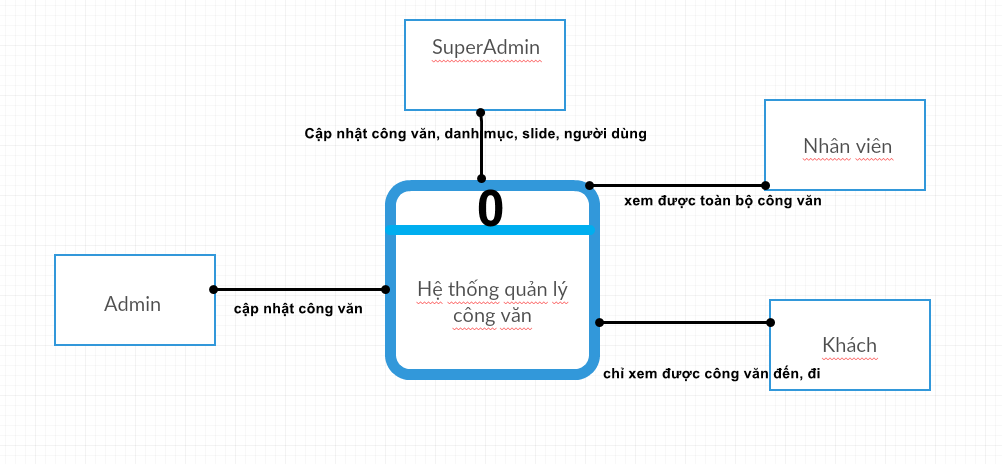 SuperAdmin
Cập nhật công văn, danh mục, slide, người dùng
Nhân viên
xem được toàn bộ công văn
0
Hệ thống quản lý
công văn
Admin
cập nhật công văn
Khách
chỉ xem được công văn đến, đi